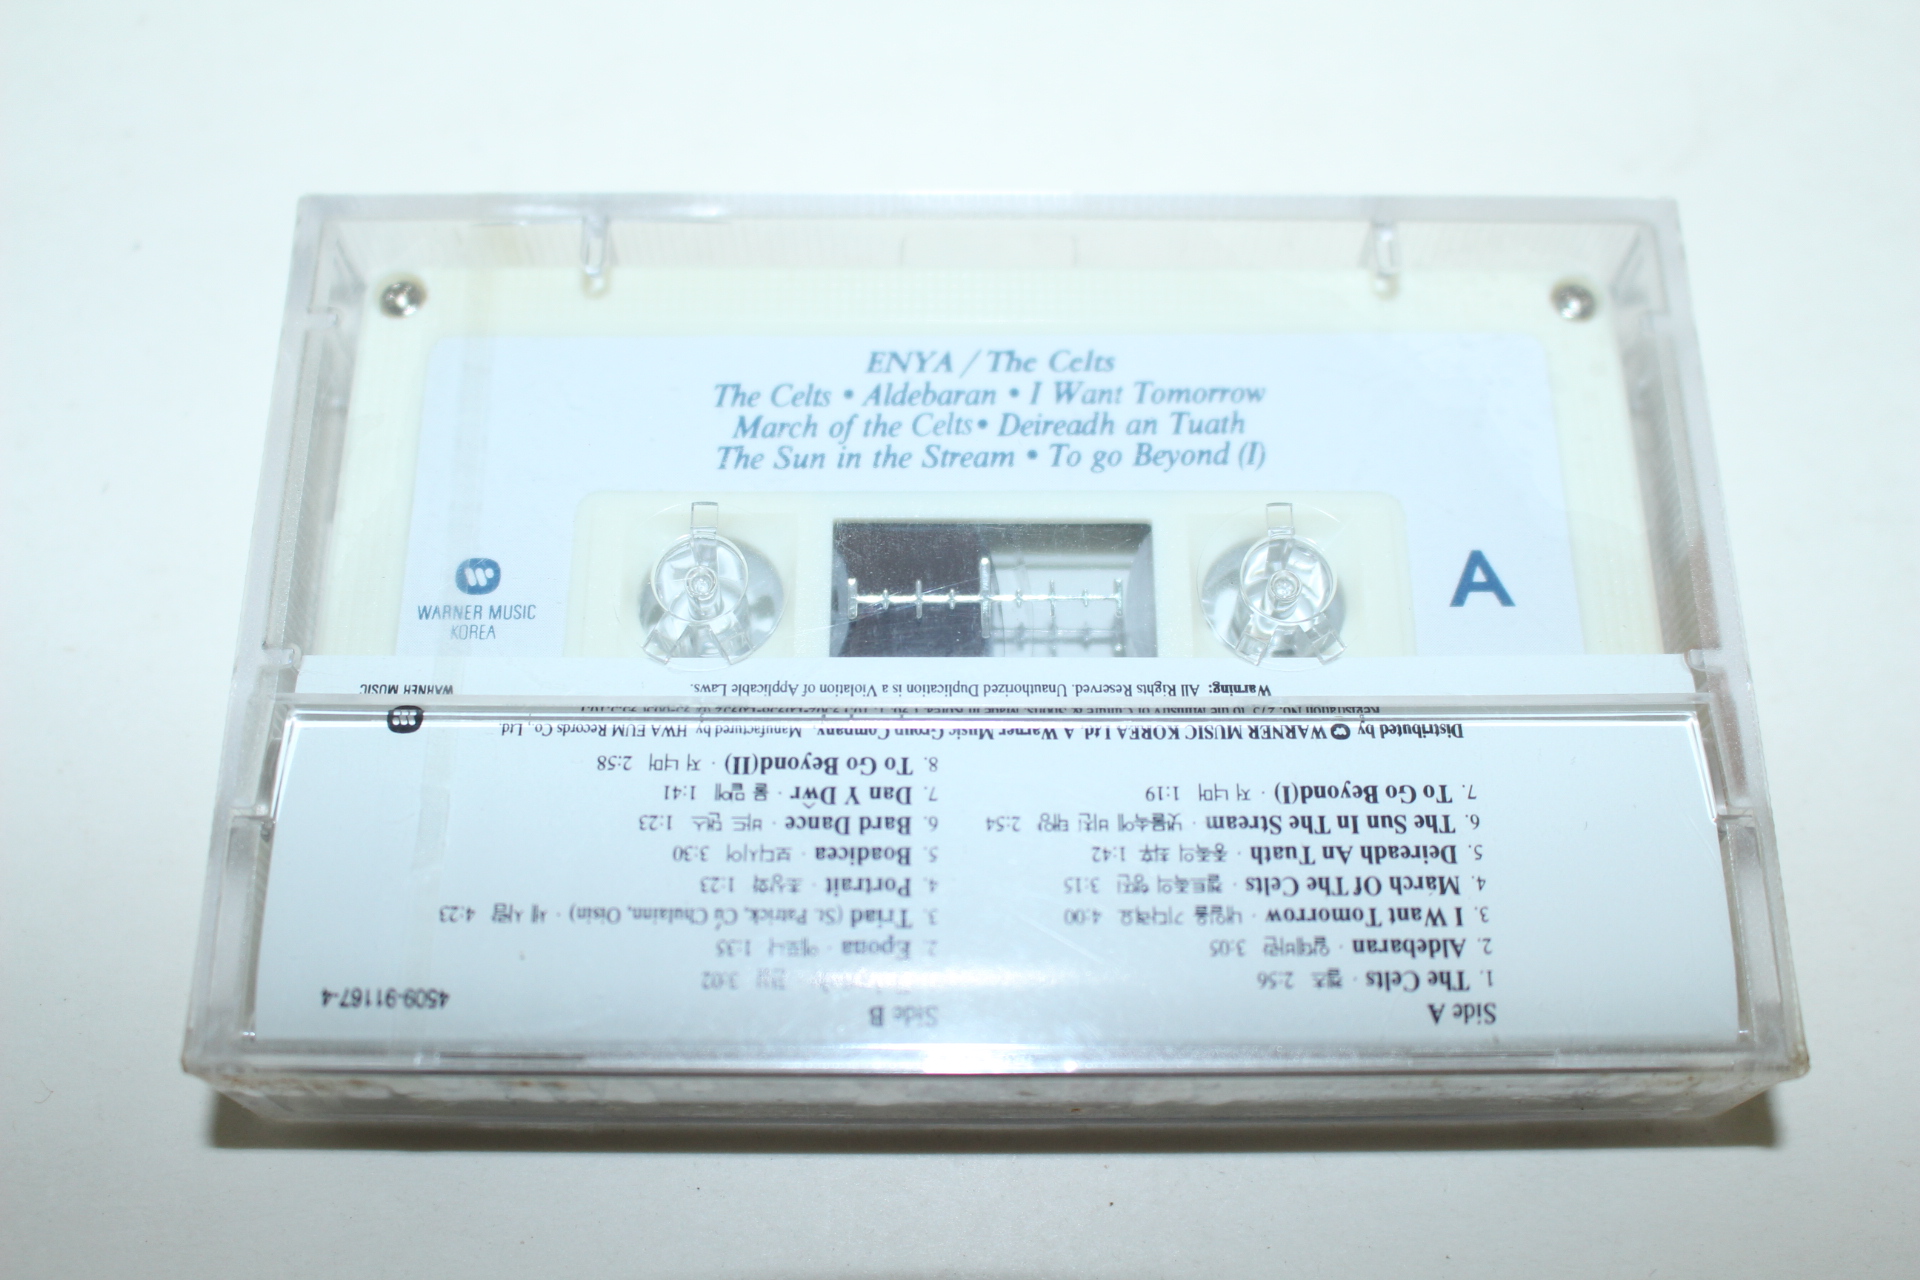 ENYA / The Celts
The Celts • Aldebaran • I Want Tomorrow
March of the Celts • Deireadh an Tuath
The Sun in the Stream • To go Beyond (I)
A
WARNER MUSIC
KOREA
Side A
1. The Celts · 켈츠 2:56
2. Aldebaran · 알데바란 3:05
3. I Want Tomorrow · 내일을 기다려요 4:00
4. March Of The Celts · 켈트족의 행진 3:15
5. Deireadh An Tuath · 종족의 최후 1:42
6. The Sun In The Stream · 냇물속에 비친 태양 2:54
7. To Go Beyond(I) · 저 너머 1:19
Side B
3:02
2. Epona · 에포나 1:35
3. Triad (St. Patrick, Cú Chulainn, Oisin) · 세 사람 4:23
4. Portrait · 초상화 1:23
5. Boadicea · 보디시어 3:30
6. Bard Dance · 바드 댄스 1:23
7. Dan Y Dŵr · 물 밑에 1:41
8. To Go Beyond(II) · 저 너머 2:58
4509-91167-4
Distributed by WARNER MUSIC KOREA Ltd. A Warner Music Group Company. Manufactured by HWA EUM Records Co., Ltd.
Warning: All Rights Reserved. Unauthorized Duplication is a Violation of Applicable Laws.
WARNER MUSIC